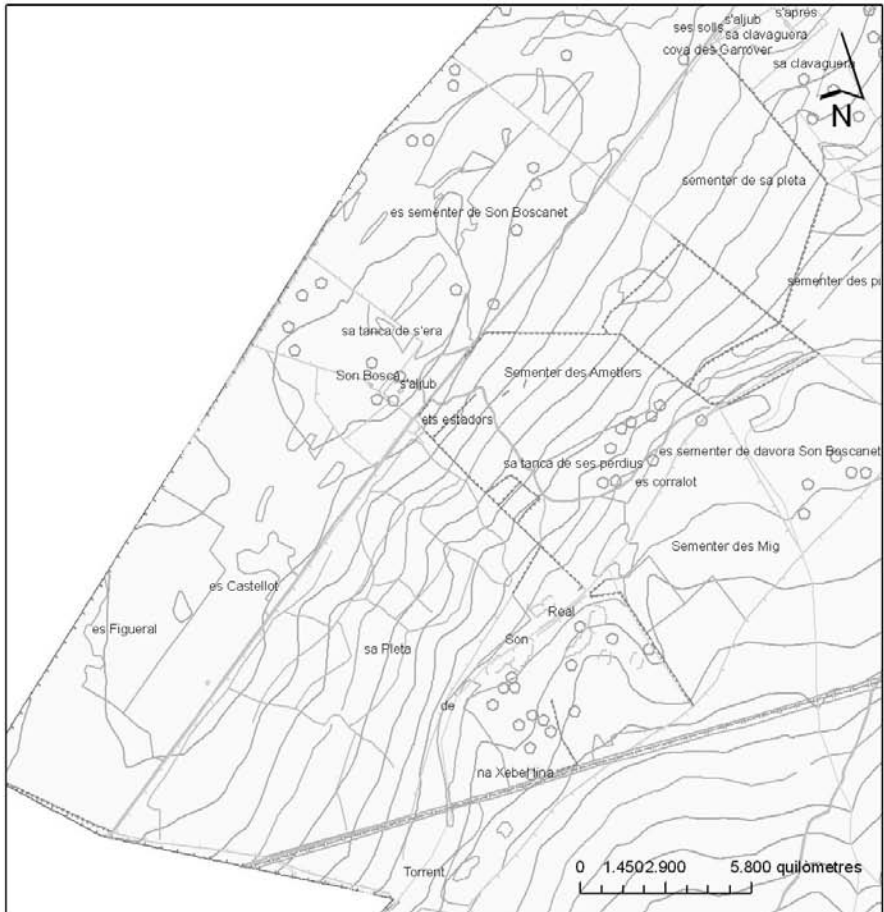 s'apres
s'aljub
ses solls
sa clavaguera
cova des Garrover
sa clavaguera
N
sementer de sa pleta
es sementer de Son Boscanet
sementer des pi
sa tanca de s'era
Son Boscà
s'aljub
Sementer des Ametlers
ets estadors
es sementer de davora Son Boscanet
sa tanca de ses perdius
es corralot
Sementer des Mig
es Castellot
Real
es Figueral
Son
sa Pleta
de
na Xebel·lina
Torrent
0 1.450 2.900 5.800 quilòmetres